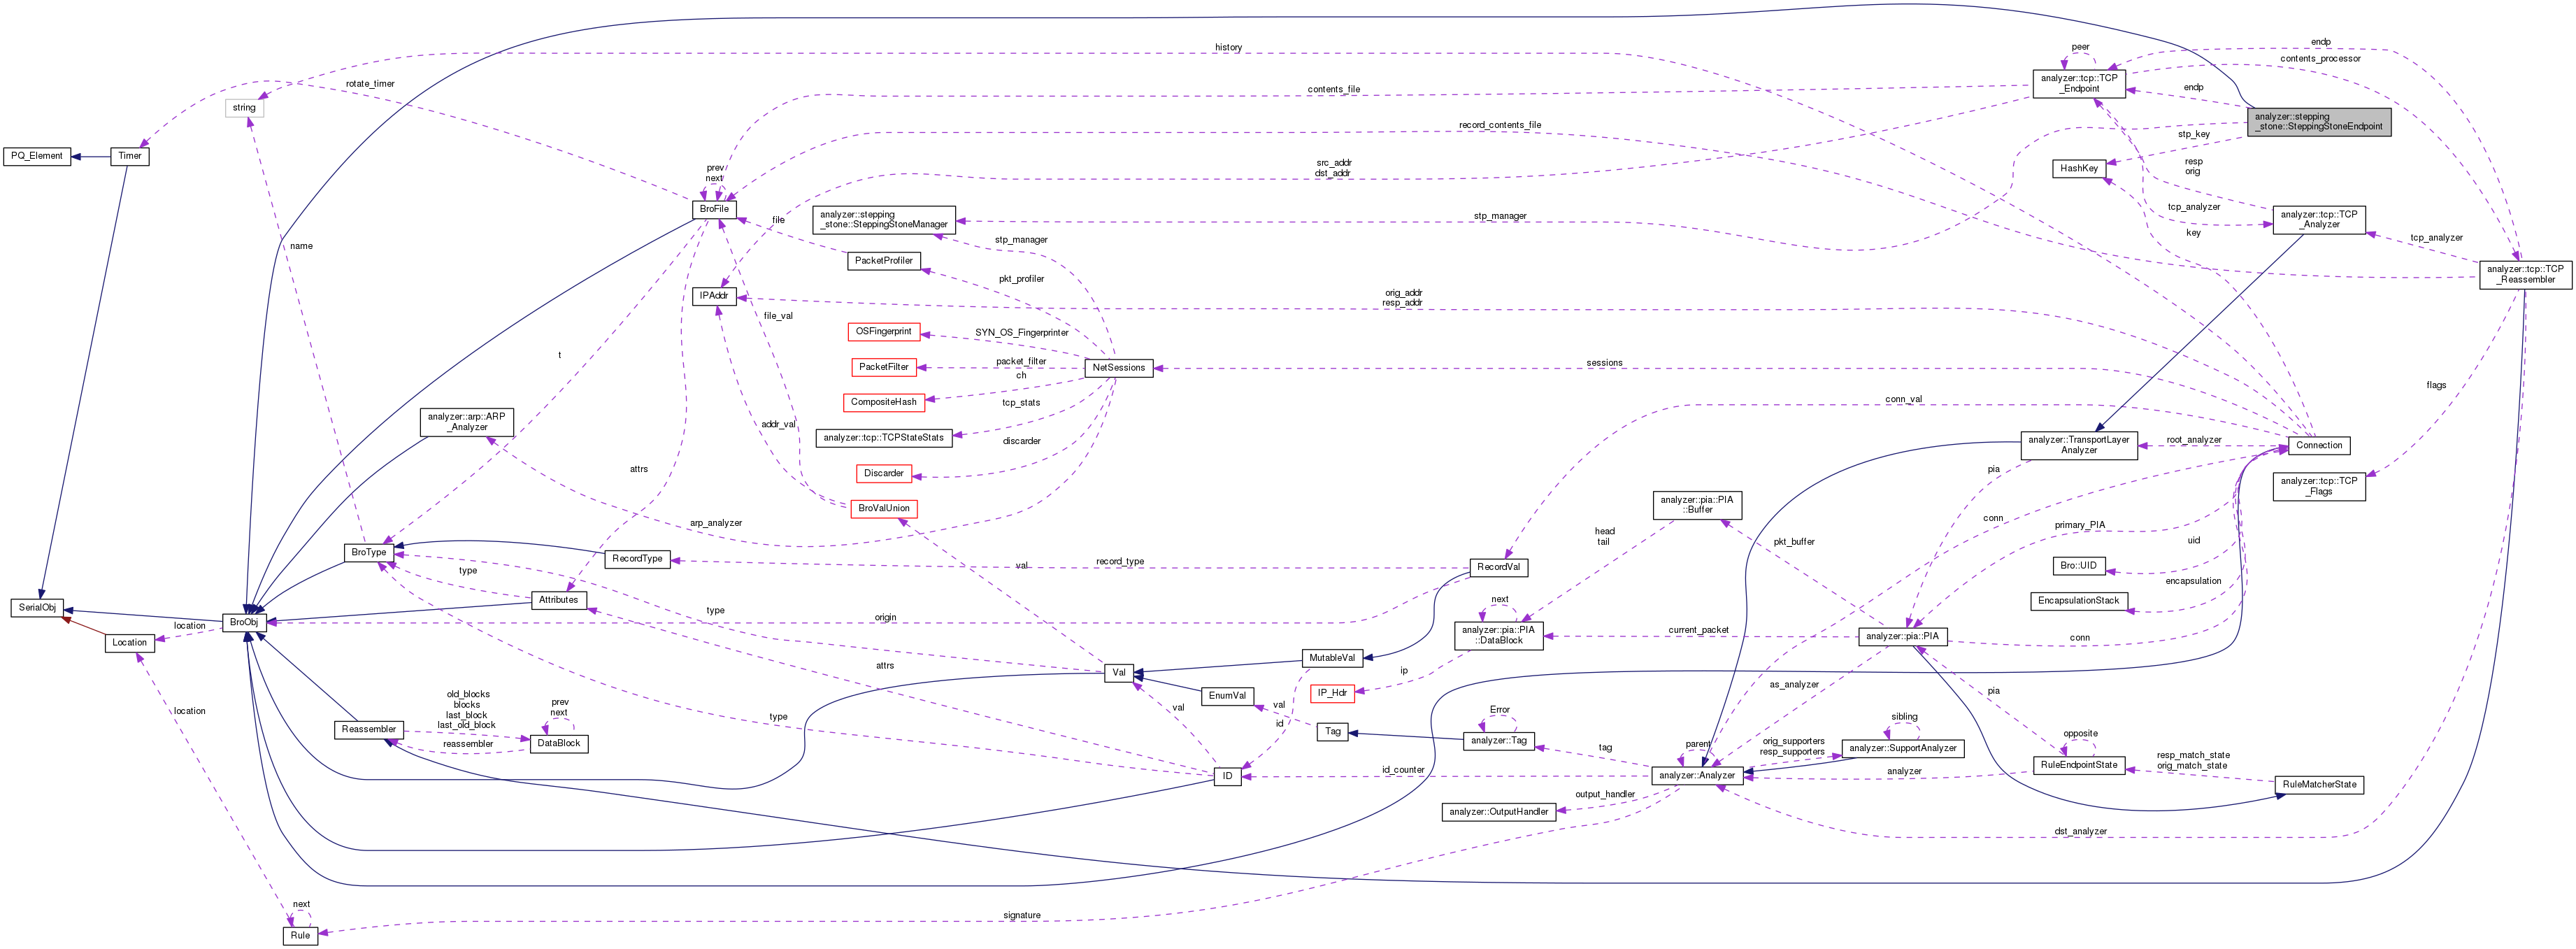 history
endp
peer
contents_processor
rotate_timer
analyzer::tcp::TCP
_Endpoint
contents_file
endp
string
analyzer::stepping
_stone::SteppingStoneEndpoint
record_contents_file
stp_key
PQ_Element
Timer
src_addr
dst_addr
resp
orig
HashKey
prev
next
BroFile
file
analyzer::stepping
_stone::SteppingStoneManager
stp_manager
tcp_analyzer
analyzer::tcp::TCP
_Analyzer
key
tcp_analyzer
name
stp_manager
PacketProfiler
analyzer::tcp::TCP
_Reassembler
pkt_profiler
IPAddr
orig_addr
resp_addr
file_val
OSFingerprint
SYN_OS_Fingerprinter
t
PacketFilter
packet_filter
NetSessions
sessions
ch
flags
CompositeHash
tcp_stats
conn_val
analyzer::arp::ARP
_Analyzer
addr_val
analyzer::tcp::TCPStateStats
discarder
analyzer::TransportLayer
Analyzer
root_analyzer
Connection
attrs
Discarder
pia
analyzer::tcp::TCP
_Flags
BroValUnion
analyzer::pia::PIA
::Buffer
arp_analyzer
conn
primary_PIA
head
tail
pkt_buffer
uid
BroType
RecordType
record_type
val
RecordVal
Bro::UID
type
encapsulation
SerialObj
Attributes
next
EncapsulationStack
type
origin
BroObj
location
Location
analyzer::pia::PIA
::DataBlock
current_packet
analyzer::pia::PIA
conn
MutableVal
attrs
Val
ip
as_analyzer
old_blocks
blocks
last_block
last_old_block
EnumVal
IP_Hdr
pia
prev
next
location
type
val
val
Error
sibling
Reassembler
id
Tag
opposite
reassembler
DataBlock
analyzer::Tag
tag
parent
orig_supporters
resp_supporters
analyzer::SupportAnalyzer
resp_match_state
orig_match_state
ID
id_counter
analyzer::Analyzer
analyzer
RuleEndpointState
RuleMatcherState
output_handler
analyzer::OutputHandler
dst_analyzer
next
signature
Rule